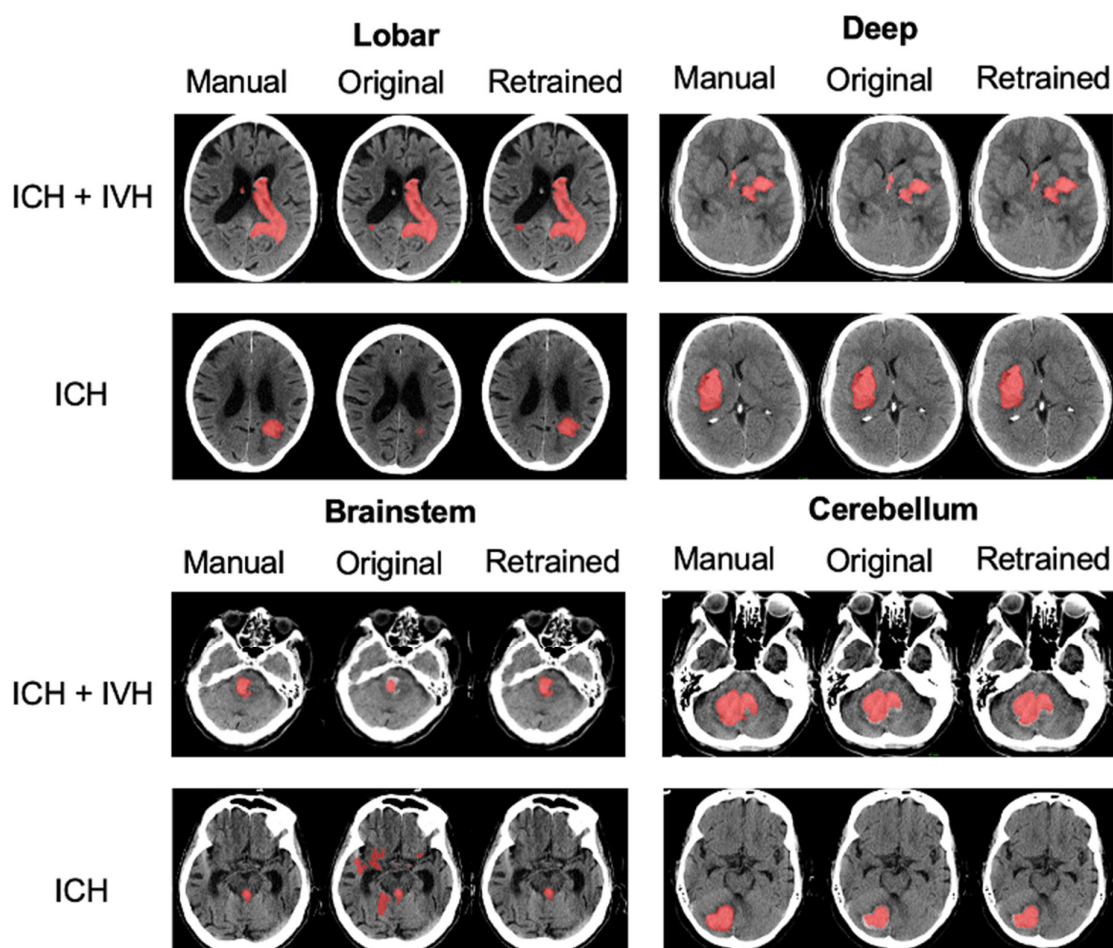 Lobar
Manual Original Retrained
Deep
Manual Original Retrained
ICH + IVH
ICH
Brainstem
Manual Original Retrained
Cerebellum
Manual Original Retrained
ICH + IVH
ICH